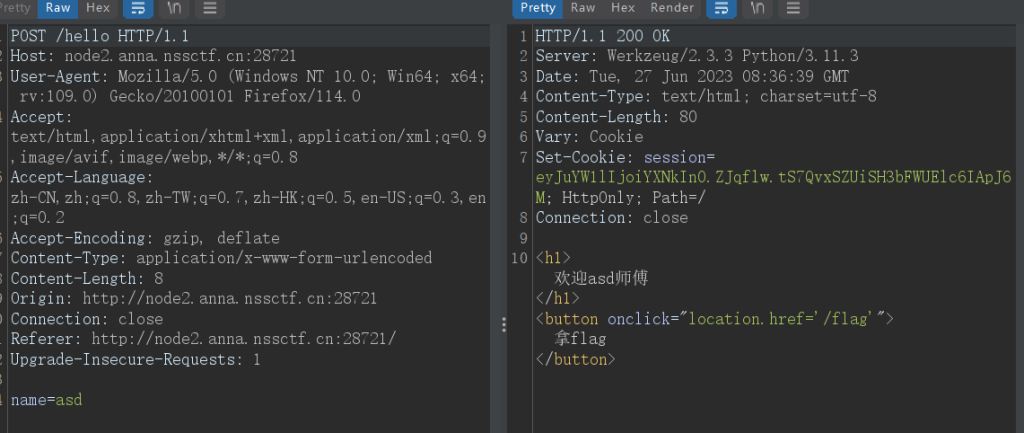 Pretty Raw Hex \n
POST /hello HTTP/1.1
Host: node2.anna.nssctf.cn:28721
User-Agent: Mozilla/5.0 (Windows NT 10.0; Win64; x64;
rv:109.0) Gecko/20100101 Firefox/114.0
Accept:
text/html,application/xhtml+xml,application/xml;q=0.9
,image/avif,image/webp,*/*;q=0.8
Accept-Language:
zh-CN,zh;q=0.8,zh-TW;q=0.7,zh-HK;q=0.5,en-US;q=0.3,en
;q=0.2
Accept-Encoding: gzip, deflate
Content-Type: application/x-www-form-urlencoded
Content-Length: 8
Origin: http://node2.anna.nssctf.cn:28721
Connection: close
Referer: http://node2.anna.nssctf.cn:28721/
Upgrade-Insecure-Requests: 1
name=asd
Pretty Raw Hex Render \n
1 HTTP/1.1 200 OK
2 Server: Werkzeug/2.3.3 Python/3.11.3
3 Date: Tue, 27 Jun 2023 08:36:39 GMT
4 Content-Type: text/html; charset=utf-8
5 Content-Length: 80
6 Vary: Cookie
7 Set-Cookie: session=
eyJuYW1lIjoiYXNkIn0.ZJqflw.tS7QvxSZUiSH3bFWUElc6IApJ6
M; HttpOnly; Path=/
8 Connection: close
9
10 <h1>
欢迎asd师傅
</h1>
<button onclick="location.href='/flag'">
拿flag
</button>